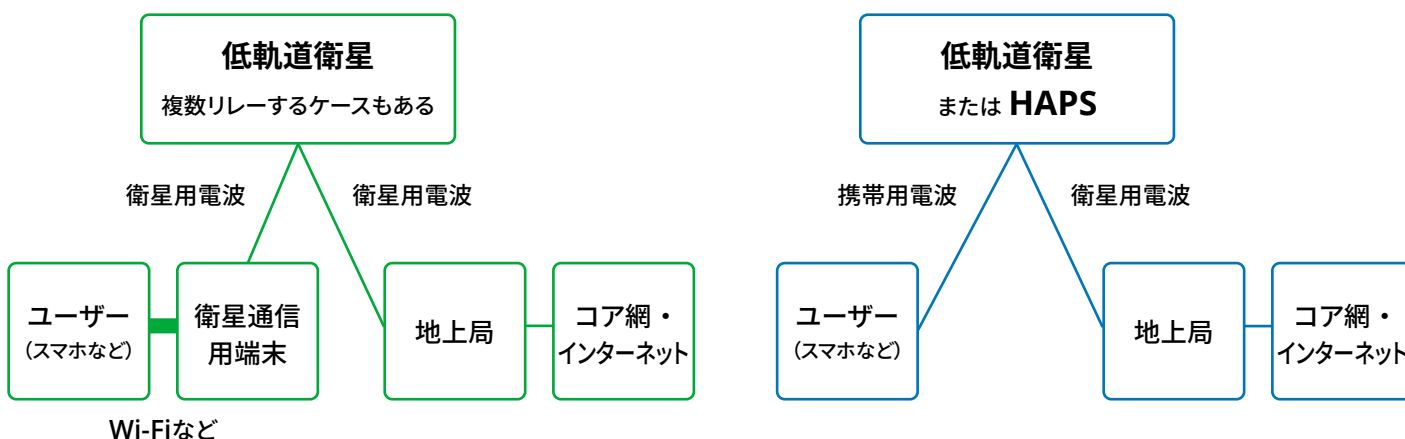 低軌道衛星
複数リレーするケースもある
衛星用電波
衛星用電波
ユーザー
（スマホなど）
衛星通信
用端末
地上局
コア網・
インターネット
Wi-Fiなど
低軌道衛星
または HAPS
携帯用電波
衛星用電波
ユーザー
（スマホなど）
地上局
コア網・
インターネット